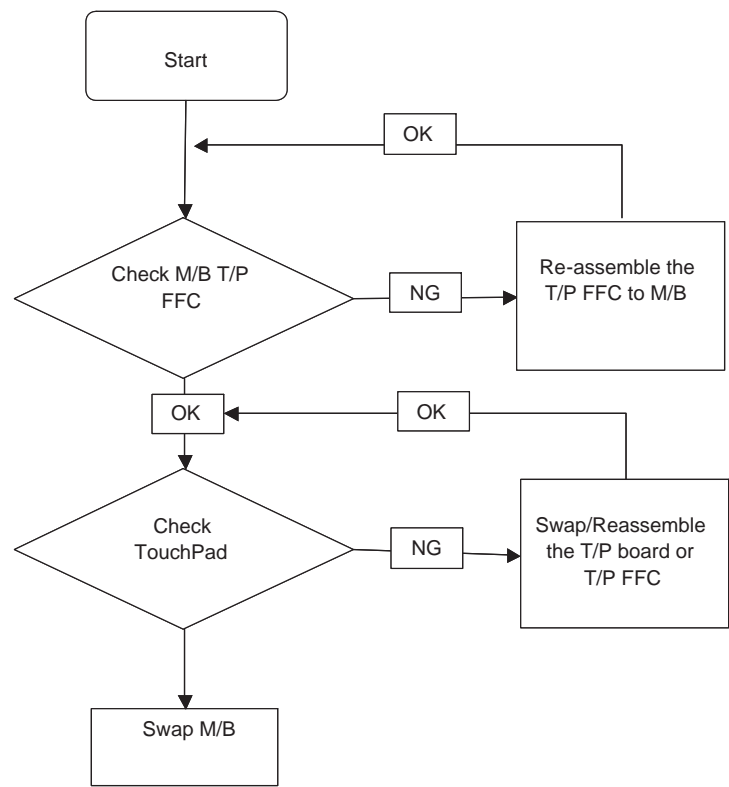 Start
OK
Check M/B T/P
FFC
NG
Re-assemble the
T/P FFC to M/B
OK
OK
Check
TouchPad
NG
Swap/Reassemble
the T/P board or
T/P FFC
Swap M/B